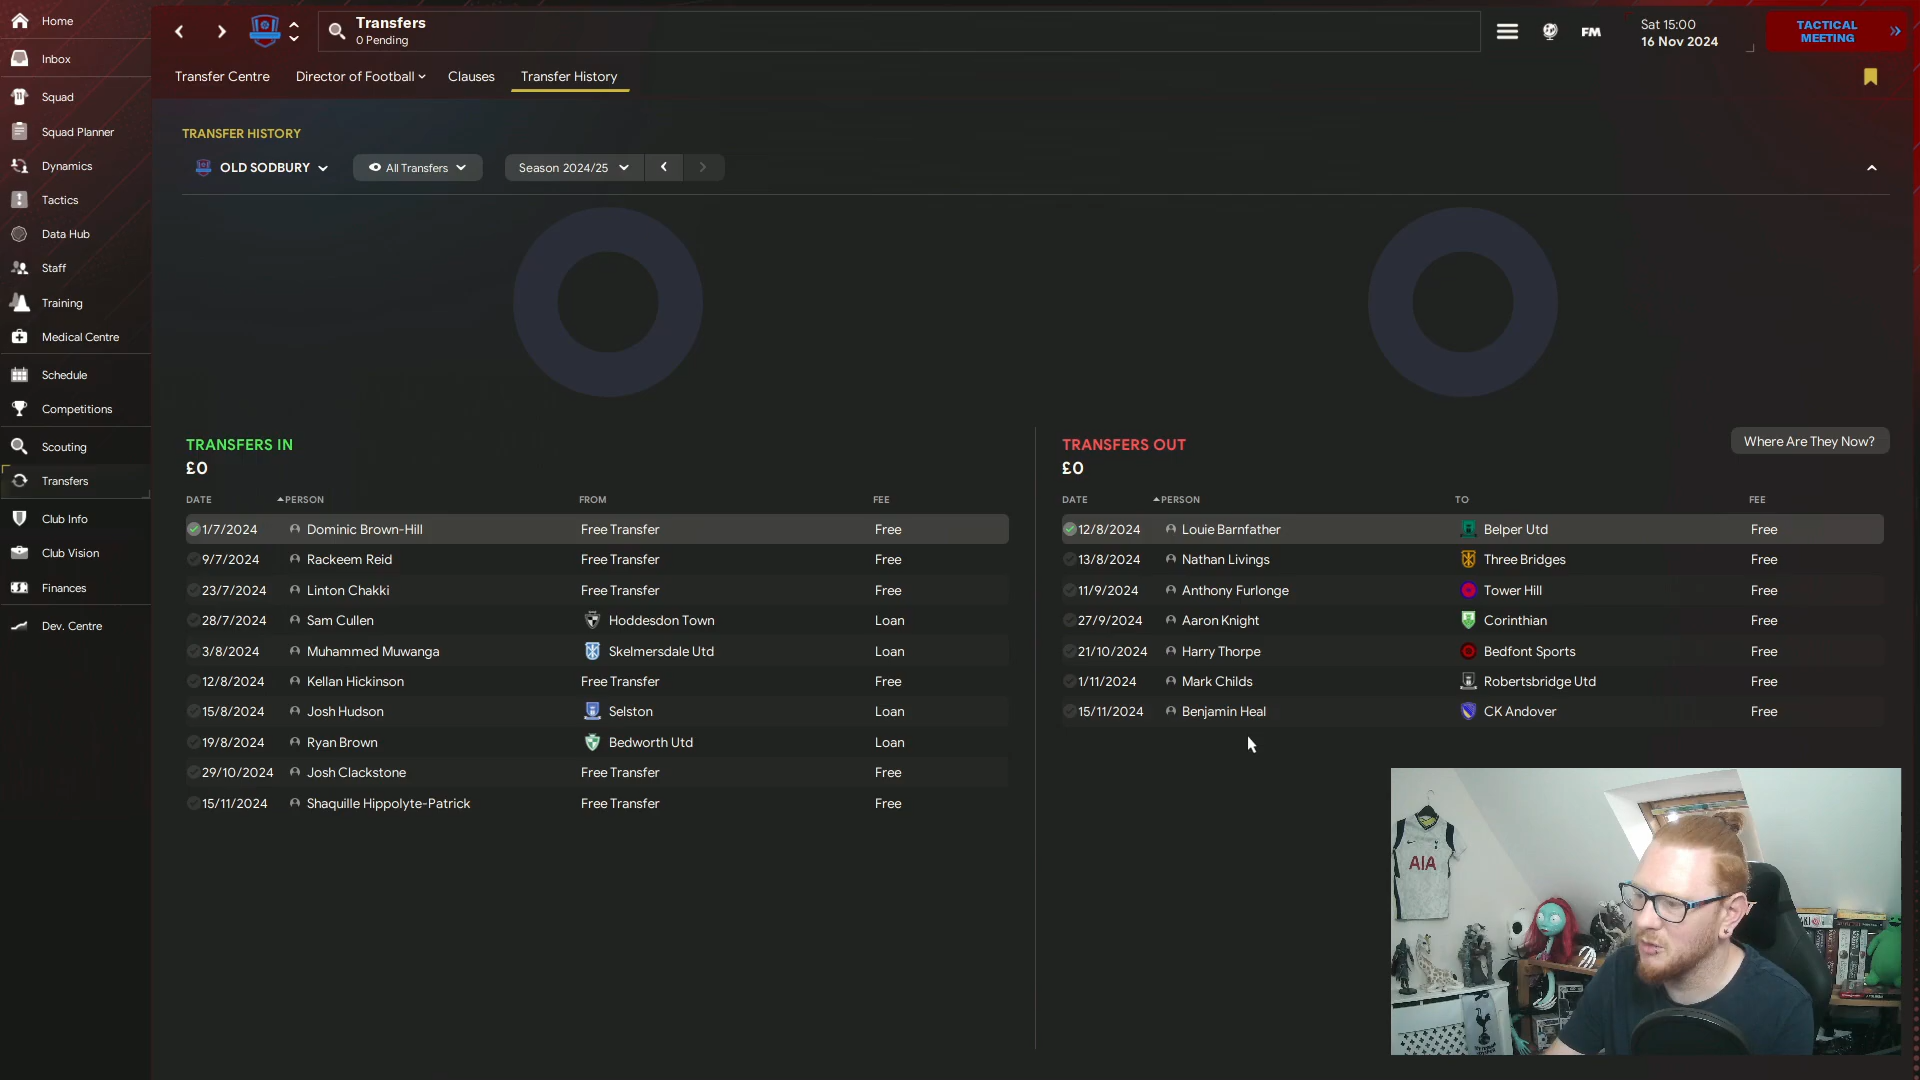 Home
Inbox
Squad
Squad Planner
Dynamics
Tactics
Data Hub
Staff
Training
Medical Centre
Schedule
Competitions
Scouting
Transfers
Club Info
Club Vision
Finances
Dev. Centre
Transfers
0 Pending
FM
Sat 15:00
16 Nov 2024
TACTICAL
MEETING
Transfer Centre Director of Football Clauses Transfer History
TRANSFER HISTORY
OLD SODBURY All Transfers Season 2024/25
TRANSFERS IN
£0
DATE PERSON FROM FEE
1/7/2024 Dominic Brown-Hill Free Transfer Free
9/7/2024 Rackeem Reid Free Transfer Free
23/7/2024 Linton Chakki Free Transfer Free
28/7/2024 Sam Cullen Hoddesdon Town Loan
3/8/2024 Muhammed Muwanga Skelmersdale Utd Loan
12/8/2024 Kellan Hickinson Free Transfer Free
15/8/2024 Josh Hudson Selston Loan
19/8/2024 Ryan Brown Bedworth Utd Loan
29/10/2024 Josh Clackstone Free Transfer Free
15/11/2024 Shaquille Hippolyte-Patrick Free Transfer Free
TRANSFERS OUT
£0
Where Are They Now?
DATE PERSON TO FEE
12/8/2024 Louie Barnfather Belper Utd Free
13/8/2024 Nathan Livings Three Bridges Free
11/9/2024 Anthony Furlonge Tower Hill Free
27/9/2024 Aaron Knight Corinthian Free
21/10/2024 Harry Thorpe Bedfont Sports Free
1/11/2024 Mark Childs Robertsbridge Utd Free
15/11/2024 Benjamin Heal CK Andover Free
AIA